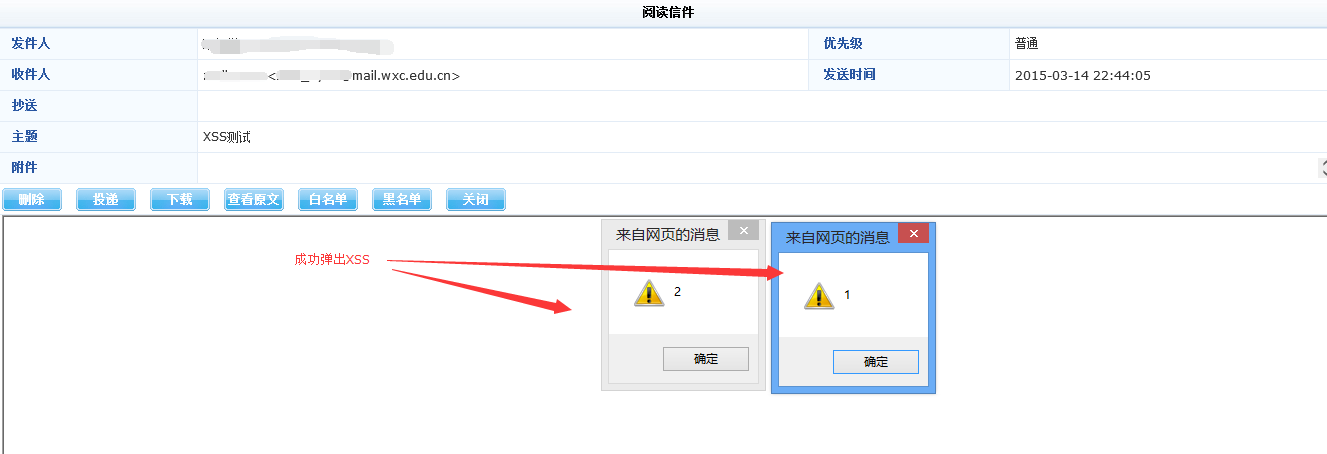 阅读信件
发件人
优先级 普通
收件人 <@mail.wxc.edu.cn>
发送时间 2015-03-14 22:44:05
抄送
主题 XSS测试
附件
删除 投递 下载 查看原文 白名单 黑名单 关闭
成功弹出XSS
来自网页的消息
2
确定
来自网页的消息
1
确定